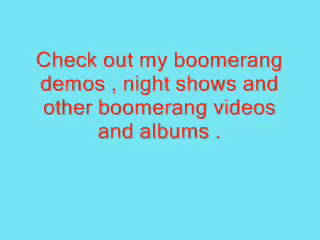 Check out my boomerang
demos , night shows and
other boomerang videos
and albums .